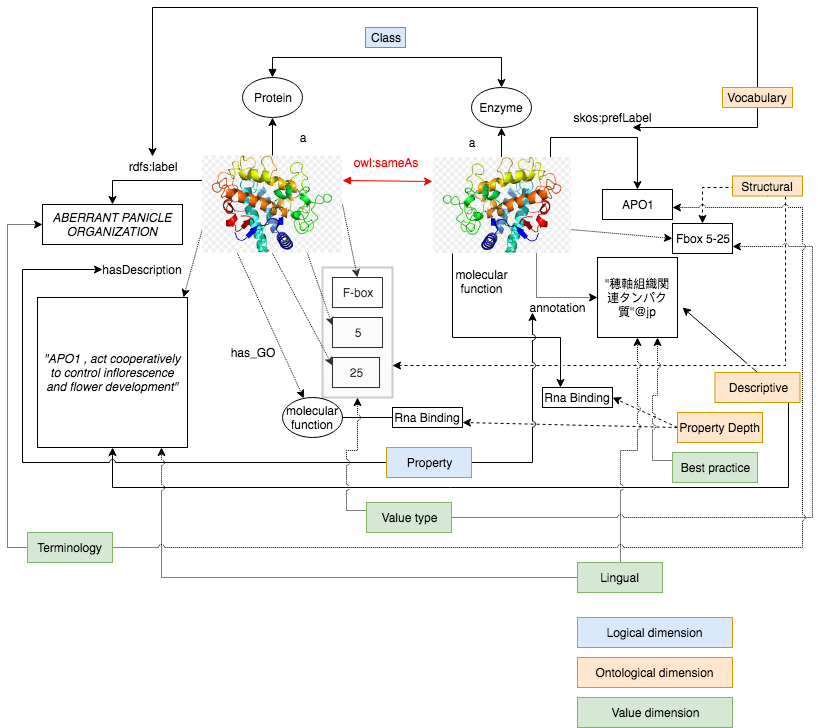 Class
Vocabulary
Protein
Enzyme
skos:prefLabel
a
a
rdfs:label
owl:sameAs
Structural
APO1
ABERRANT PANICLE
ORGANIZATION
Fbox 5-25
hasDescription
molecular
function
"穂軸組織関
連タンパク
質"@jp
F-box
annotation
5
"APO1 , act cooperatively
to control inflorescence
and flower development"
has_GO
25
Descriptive
Rna Binding
molecular
function
Rna Binding
Property Depth
Property
Best practice
Value type
Terminology
Lingual
Logical dimension
Ontological dimension
Value dimension